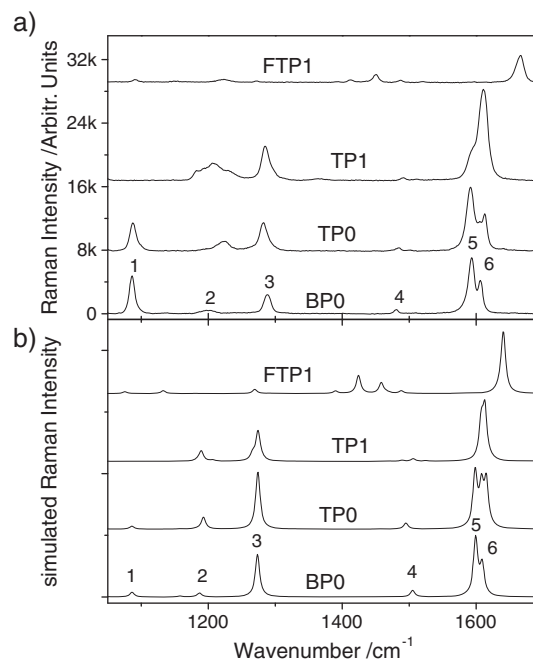 a)
Raman Intensity /Arbitr. Units
32k
24k
16k
8k
0
FTP1
TP1
TP0
BP0
1
2
3
4
5
6
b)
simulated Raman Intensity
FTP1
TP1
TP0
BP0
1
2
3
4
5
6
1200
1400
1600
Wavenumber /cm⁻¹